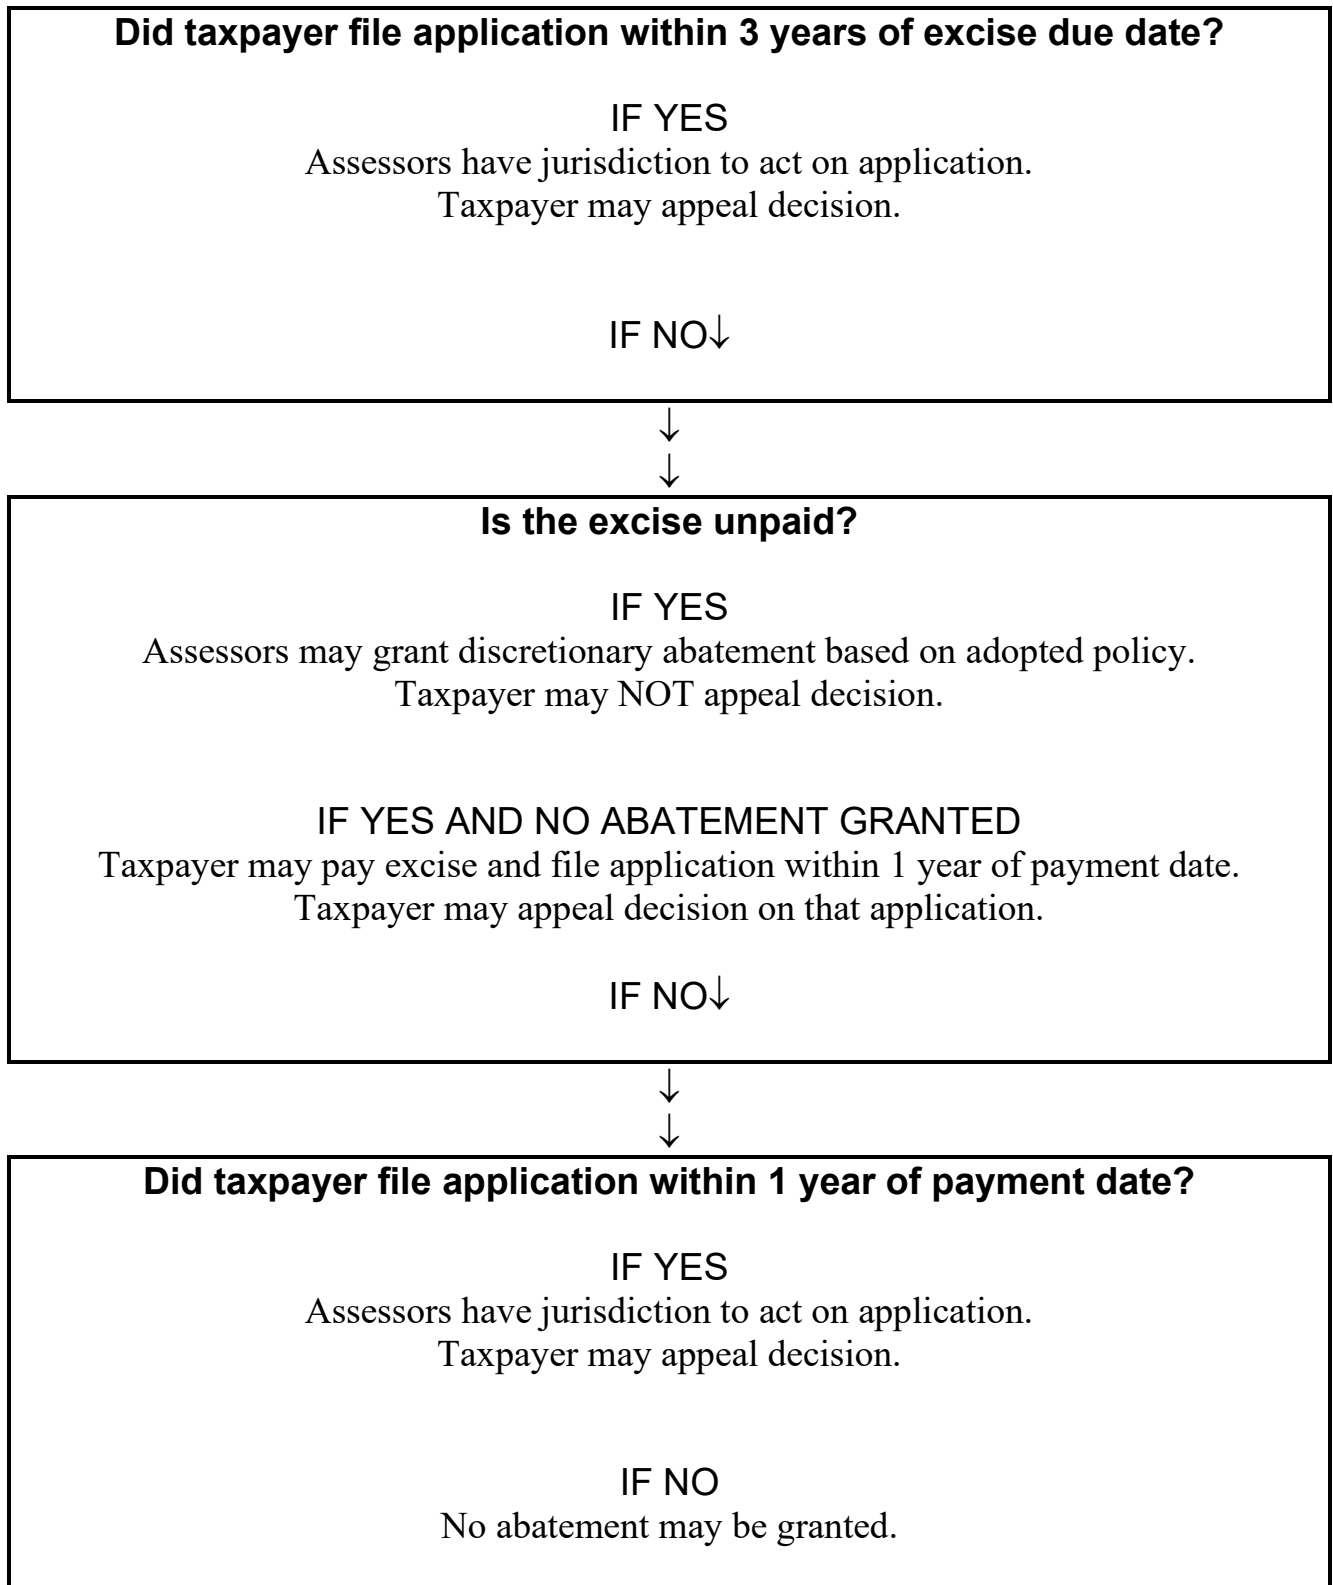 Did taxpayer file application within 3 years of excise due date?
IF YES
Assessors have jurisdiction to act on application.
Taxpayer may appeal decision.
IF NO↓
↓
↓
Is the excise unpaid?
IF YES
Assessors may grant discretionary abatement based on adopted policy.
Taxpayer may NOT appeal decision.
IF YES AND NO ABATEMENT GRANTED
Taxpayer may pay excise and file application within 1 year of payment date.
Taxpayer may appeal decision on that application.
IF NO↓
↓
↓
Did taxpayer file application within 1 year of payment date?
IF YES
Assessors have jurisdiction to act on application.
Taxpayer may appeal decision.
IF NO
No abatement may be granted.